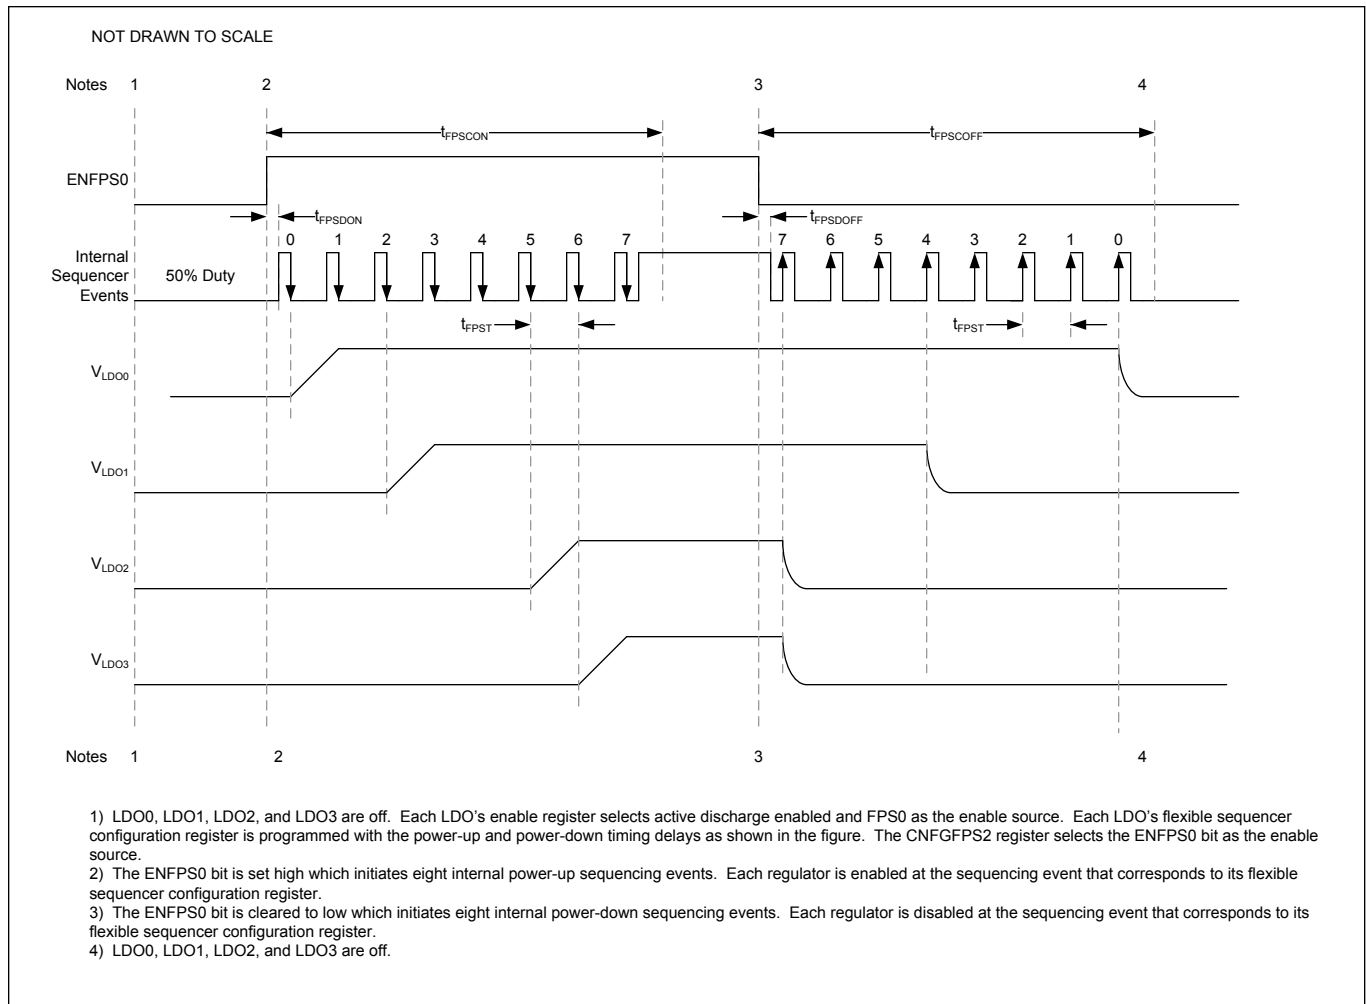 NOT DRAWN TO SCALE
Notes 1 2 3 4
tFPSCON tFPSCOFF
ENFPS0
tFPSDON tFPSDOFF
0 1 2 3 4 5 6 7 7 6 5 4 3 2 1 0
Internal
Sequencer
Events
50% Duty
tFPST tFPST
VLDO0
VLDO1
VLDO2
VLDO3
Notes 1 2 3 4
1) LDO0, LDO1, LDO2, and LDO3 are off. Each LDO's enable register selects active discharge enabled and FPS0 as the enable source. Each LDO's flexible sequencer
configuration register is programmed with the power-up and power-down timing delays as shown in the figure. The CNFGFPS2 register selects the ENFPS0 bit as the enable
source.
2) The ENFPS0 bit is set high which initiates eight internal power-up sequencing events. Each regulator is enabled at the sequencing event that corresponds to its flexible
sequencer configuration register.
3) The ENFPS0 bit is cleared to low which initiates eight internal power-down sequencing events. Each regulator is disabled at the sequencing event that corresponds to its
flexible sequencer configuration register.
4) LDO0, LDO1, LDO2, and LDO3 are off.